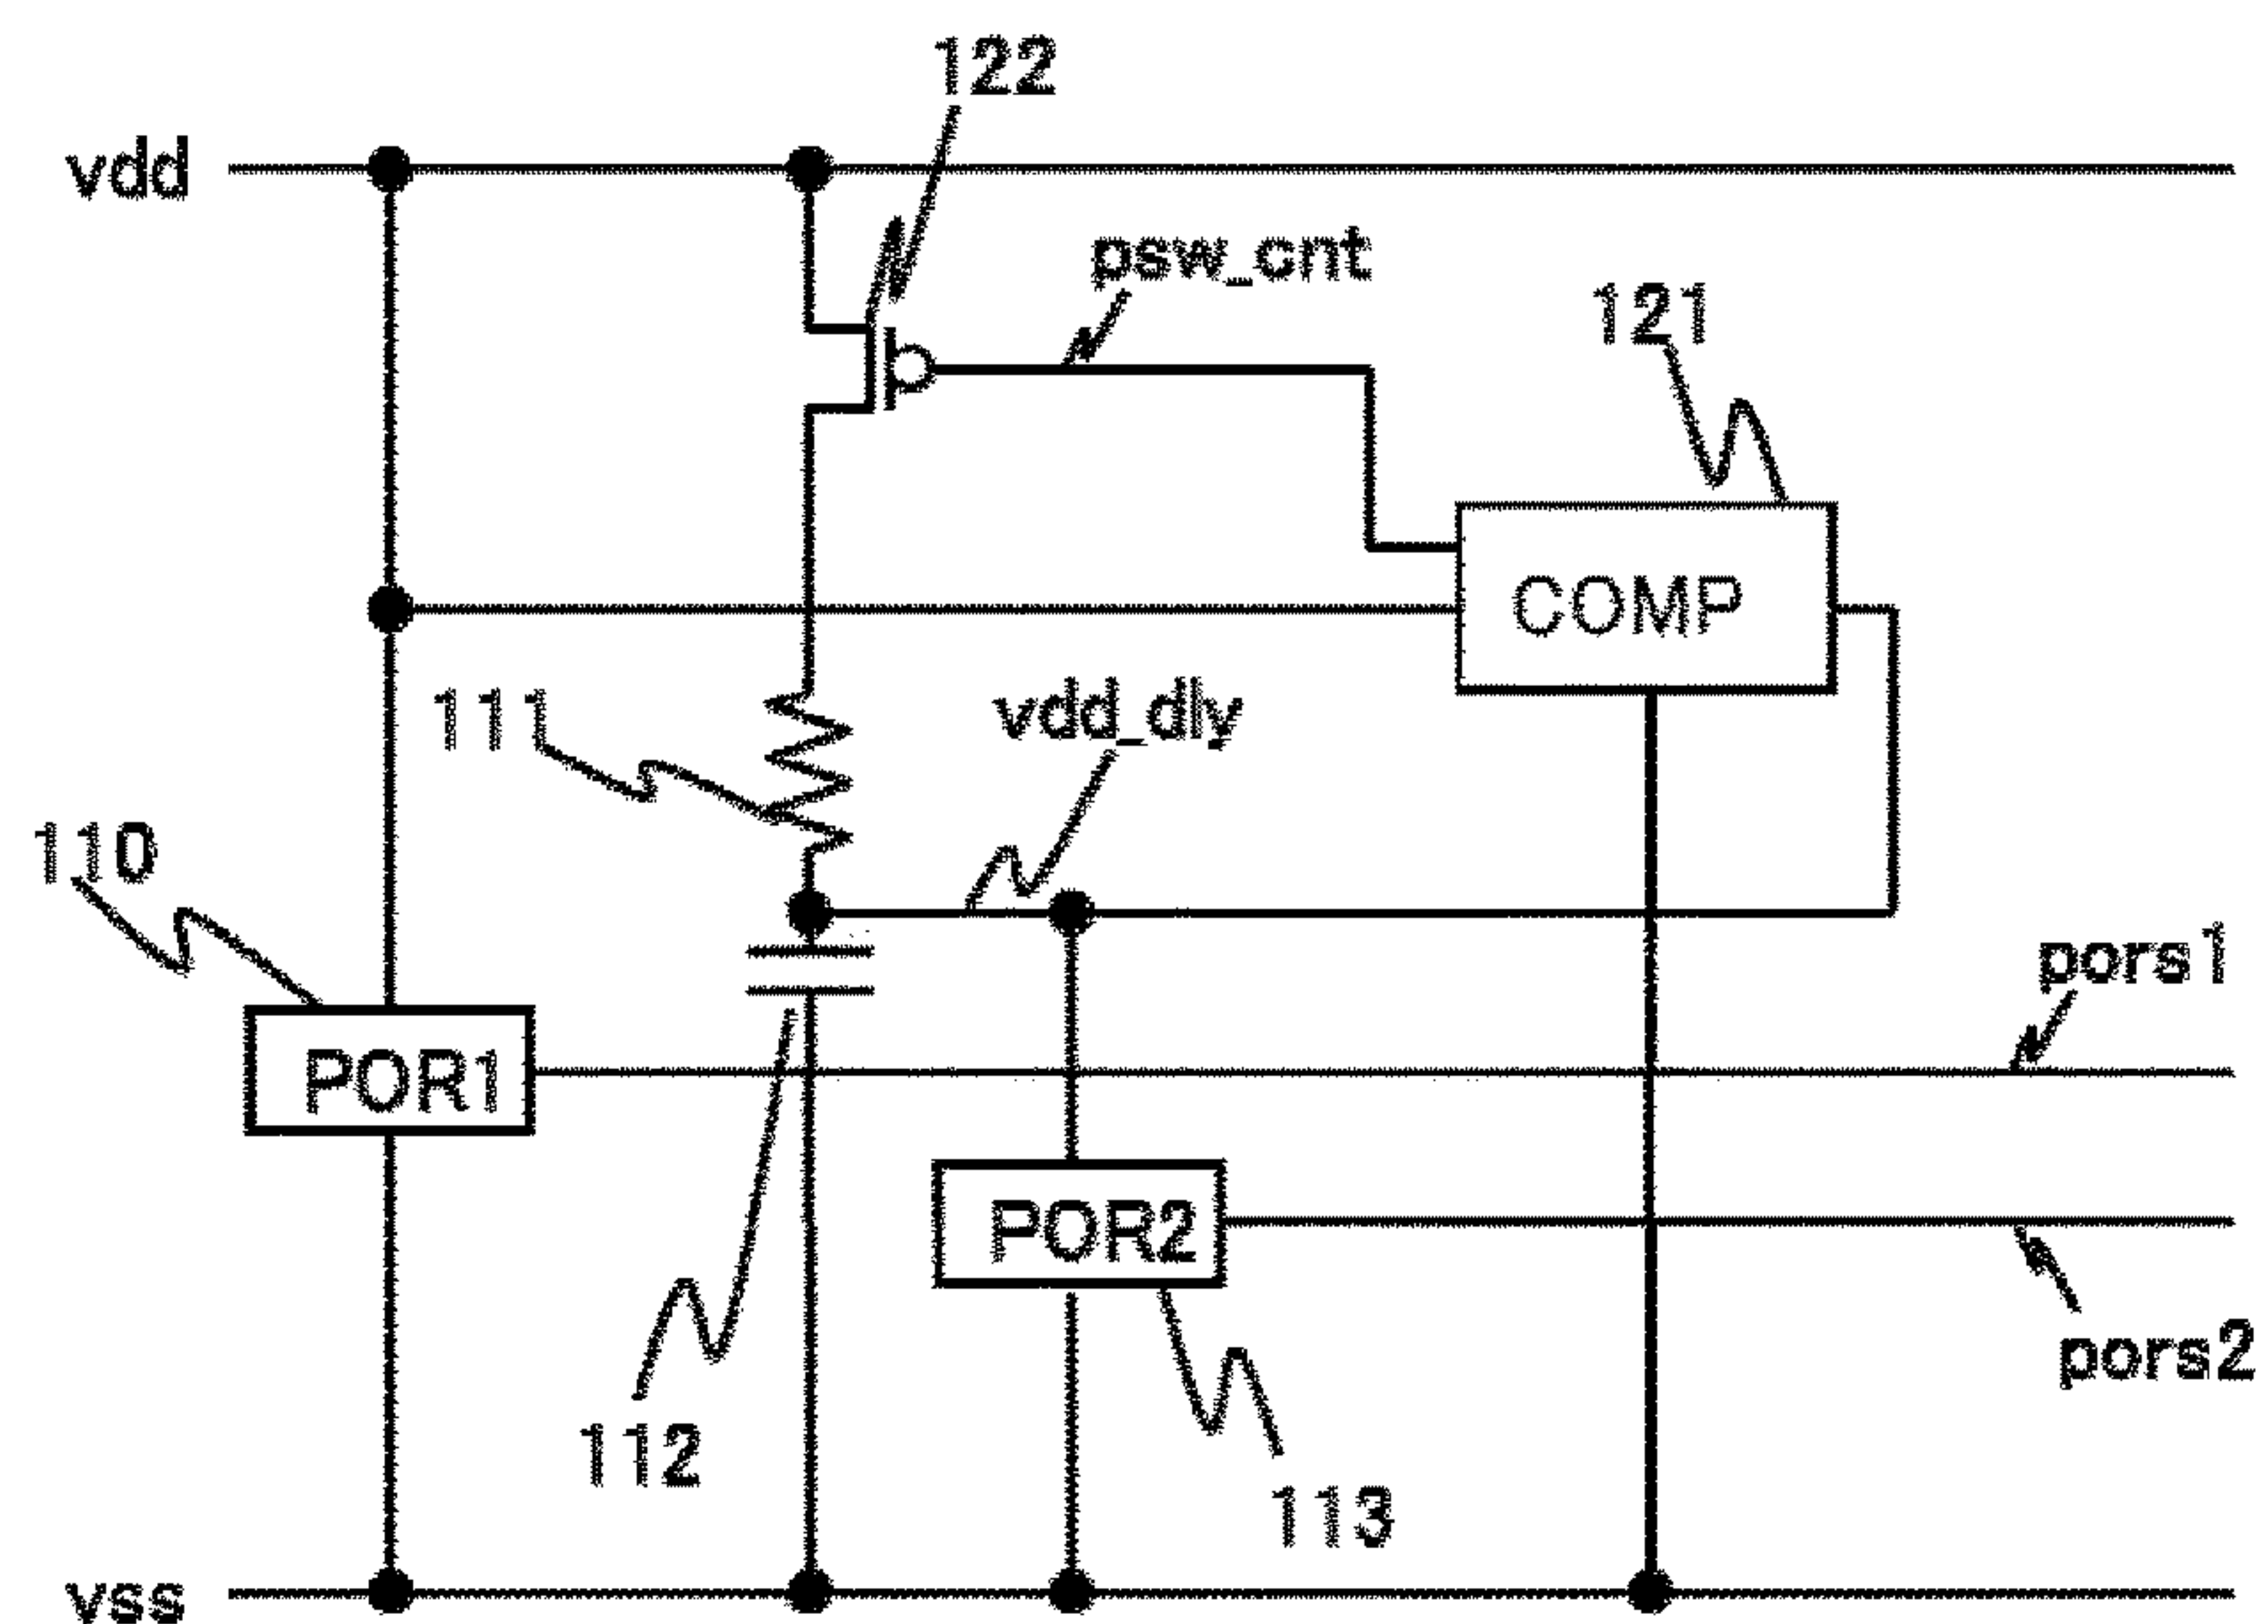 122
vdd
psw_cnt
121
COMP
111
vdd_dly
110
pors1
POR1
POR2
pors2
112
113
vss